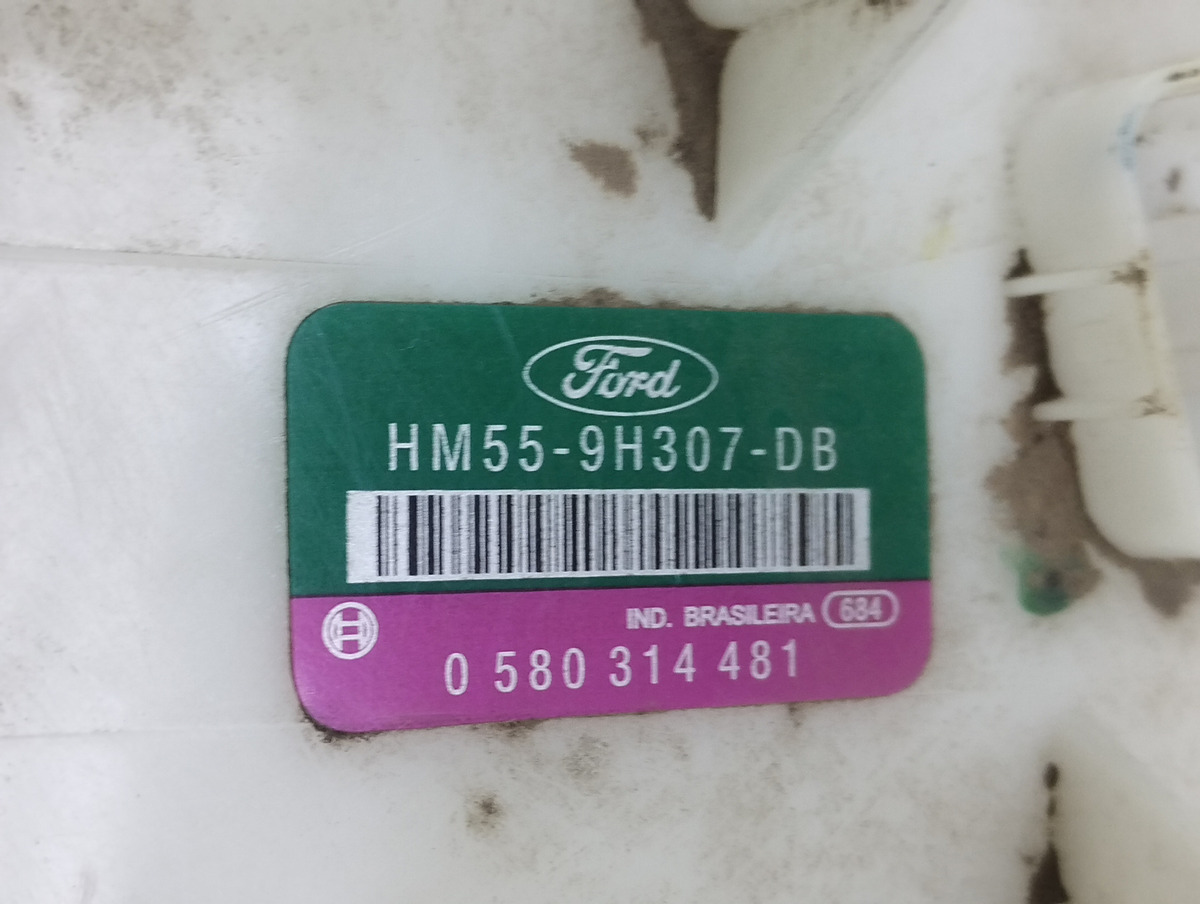 Ford
HM55-9H307-DB
IND. BRASILEIRA 684
0 580 314 481